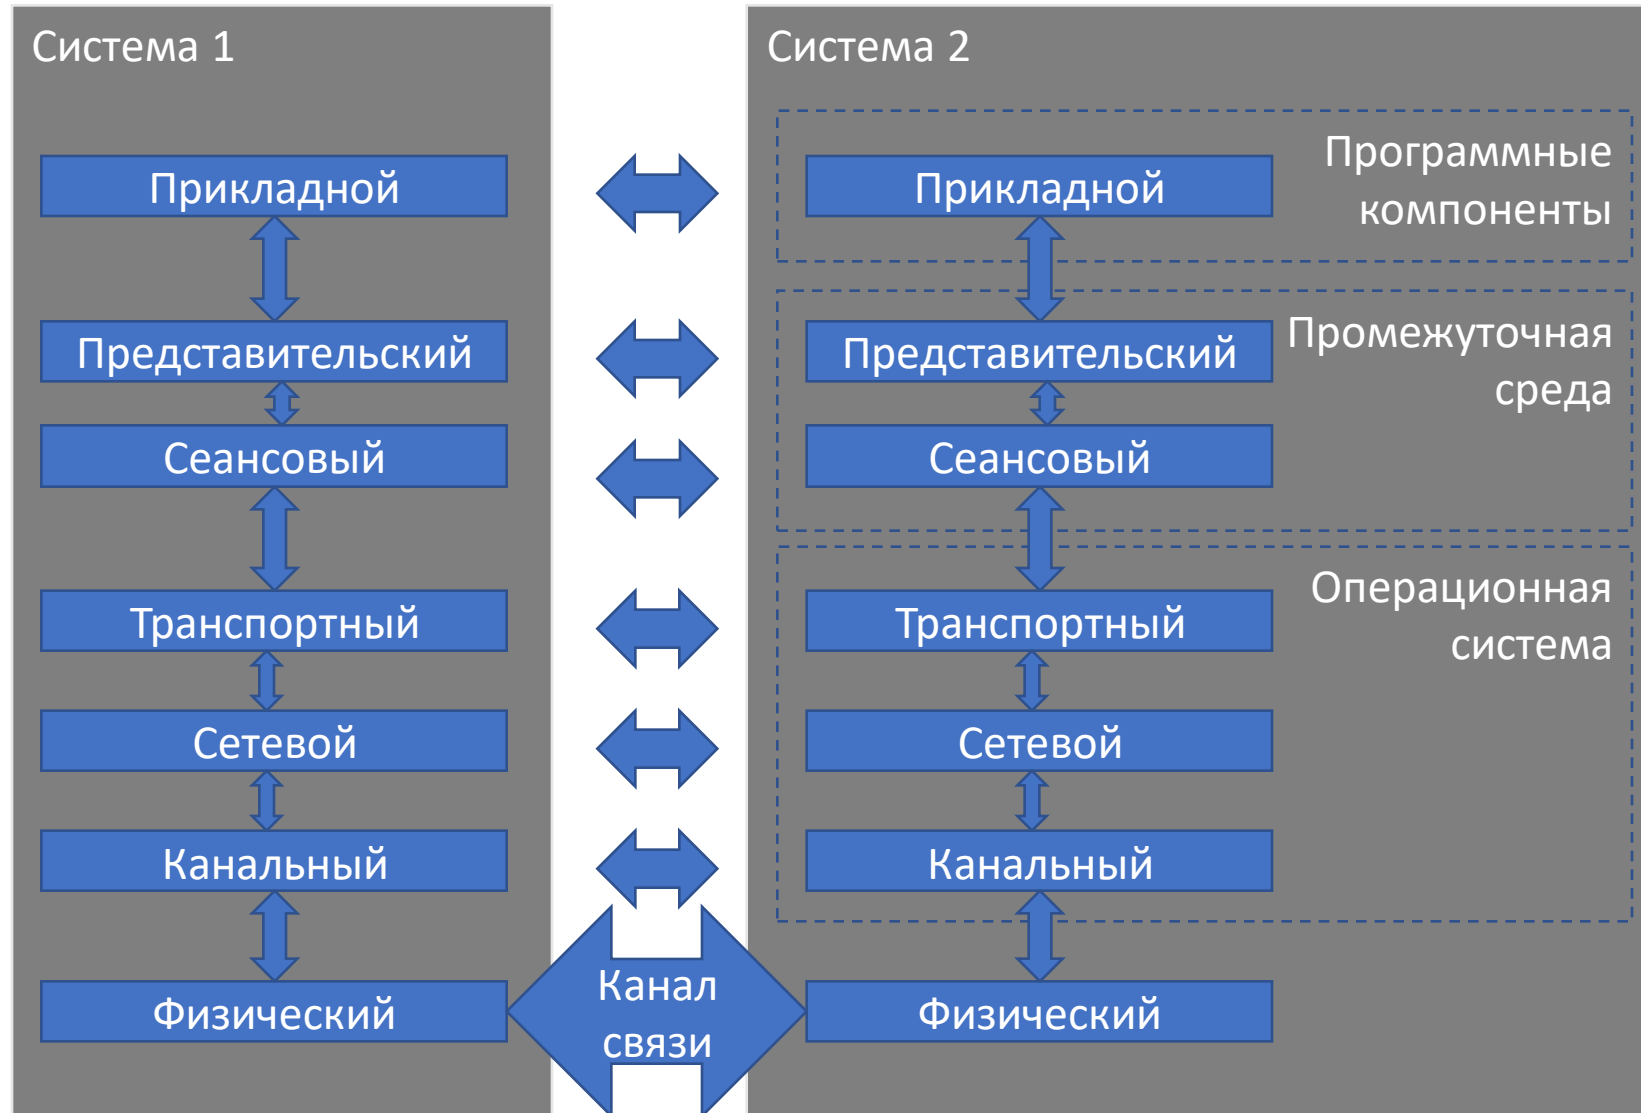 Система 1
Прикладной
Представительский
Сеансовый
Транспортный
Сетевой
Канальный
Физический
Канал
связи
Система 2
Прикладной
Программные
компоненты
Представительский
Промежуточная
среда
Сеансовый
Транспортный
Операционная
система
Сетевой
Канальный
Физический